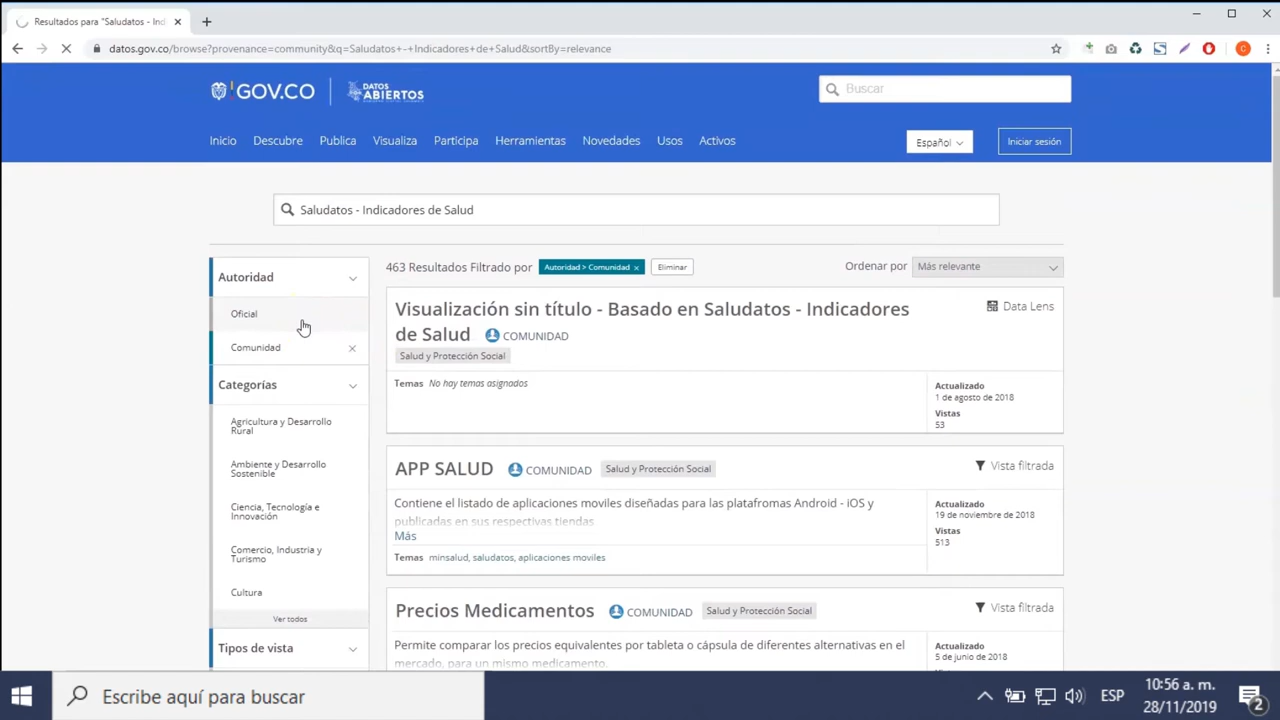 Resultados para "Saludatos - Ind
datos.gov.co/browse?provenance=community&q=Saludatos+-+Indicadores+de+Salud&sortBy=relevance
GOV.CO
DATOS
ABIERTOS
Buscar
Inicio
Descubre
Publica
Visualiza
Participa
Herramientas
Novedades
Usos
Activos
Español
Iniciar sesión
Saludatos - Indicadores de Salud
Autoridad
Oficial
Comunidad
Categorías
Agricultura y Desarrollo
Rural
Ambiente y Desarrollo
Sostenible
Ciencia, Tecnología e
Innovación
Comercio, Industria y
Turismo
Cultura
Ver todos
Tipos de vista
463 Resultados Filtrado por
Autoridad > Comunidad ×
Eliminar
Ordenar por
Más relevante
Visualización sin título - Basado en Saludatos - Indicadores
de Salud COMUNIDAD
Data Lens
Salud y Protección Social
Temas No hay temas asignados
Actualizado
1 de agosto de 2018
Vistas
53
APP SALUD COMUNIDAD Salud y Protección Social
Vista filtrada
Contiene el listado de aplicaciones moviles diseñadas para las platafromas Android - iOS y
publicadas en sus respectivas tiendas
Más
Temas minsalud, saludatos, aplicaciones moviles
Actualizado
19 de noviembre de 2018
Vistas
513
Precios Medicamentos COMUNIDAD Salud y Protección Social
Vista filtrada
Permite comparar los precios equivalentes por tableta o cápsula de diferentes alternativas en el
mercado, para un mismo medicamento.
Actualizado
5 de junio de 2018
Escribe aquí para buscar
ESP
10:56 a. m.
28/11/2019
2